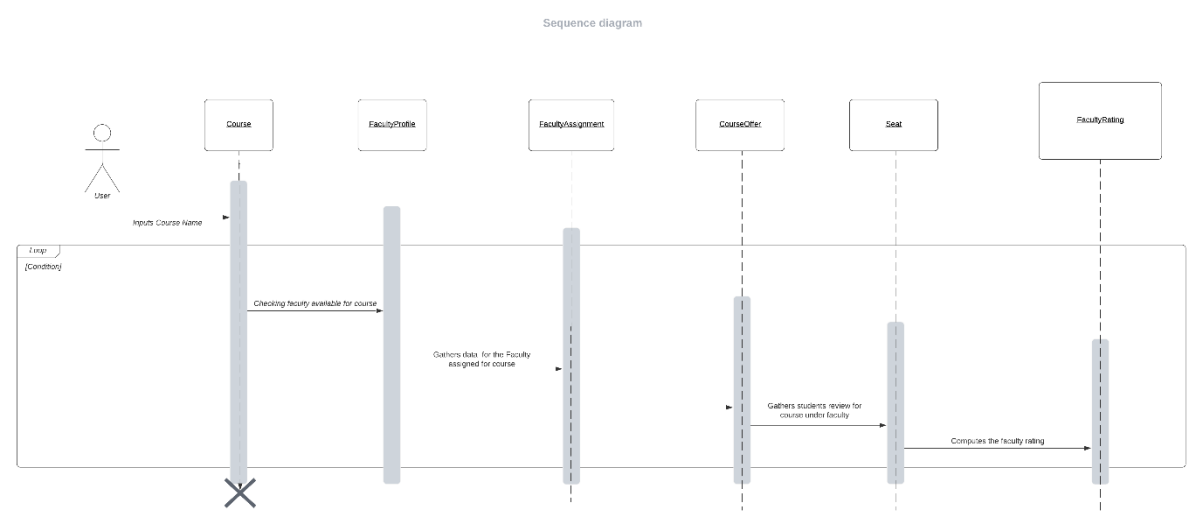 Sequence diagram
Course
FacultyProfile
FacultyAssignment
CourseOffer
Seat
FacultyRating
User
Inputs Course Name
Loop
[Condition]
Checking faculty available for course
Gathers data for the Faculty
assigned for course
Gathers students review for
course under faculty
Computes the faculty rating